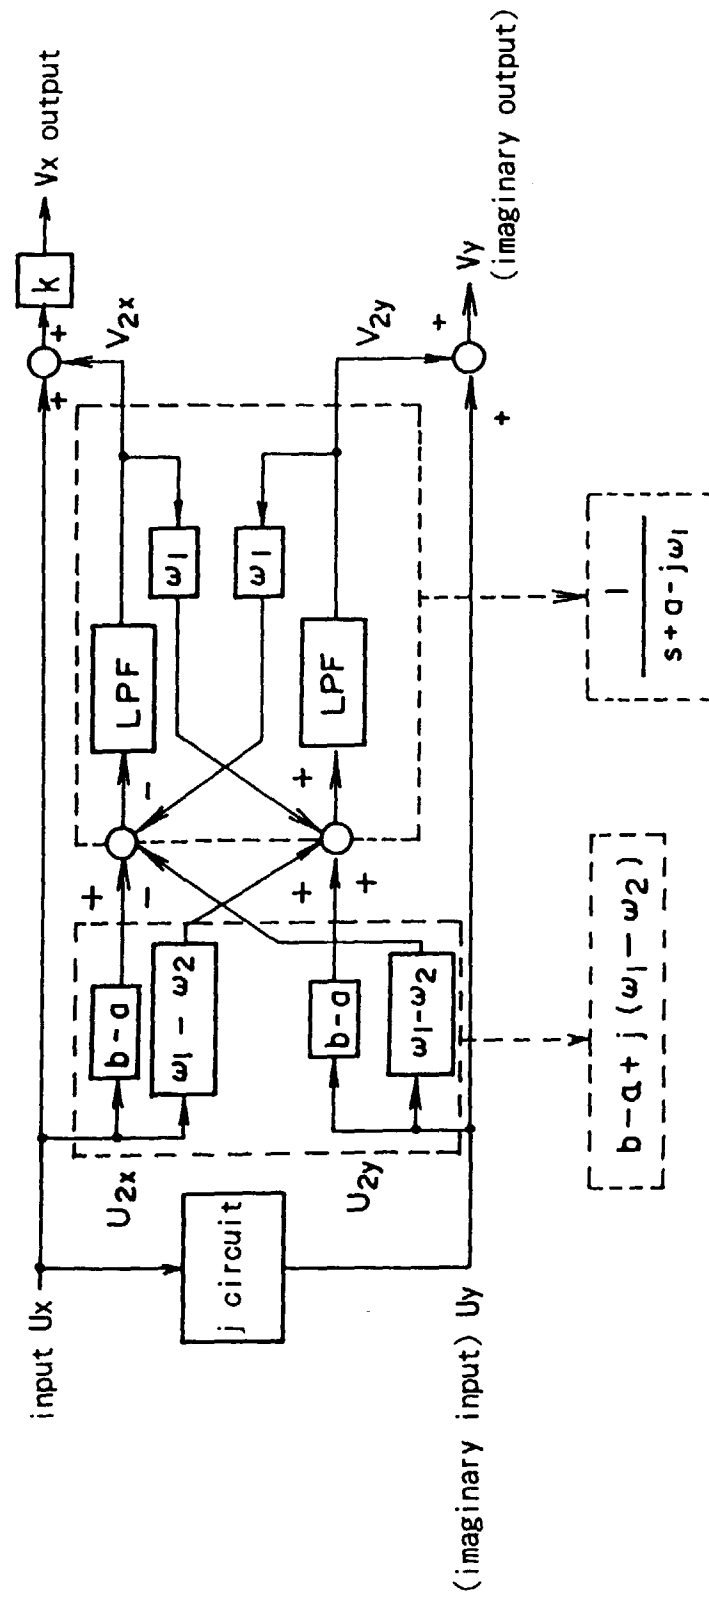 input Ux
k
Vx output
+
+
V2x
U2x
b-a
ω1 - ω2
+
-
-
LPF
ω1
ω1
j circuit
U2y
b-a
ω1-ω2
+
+
+
LPF
V2y
+
+
(imaginary input) Uy
Vy
(imaginary output)
b-a+j(ω1-ω2)
1
s+a-jω1